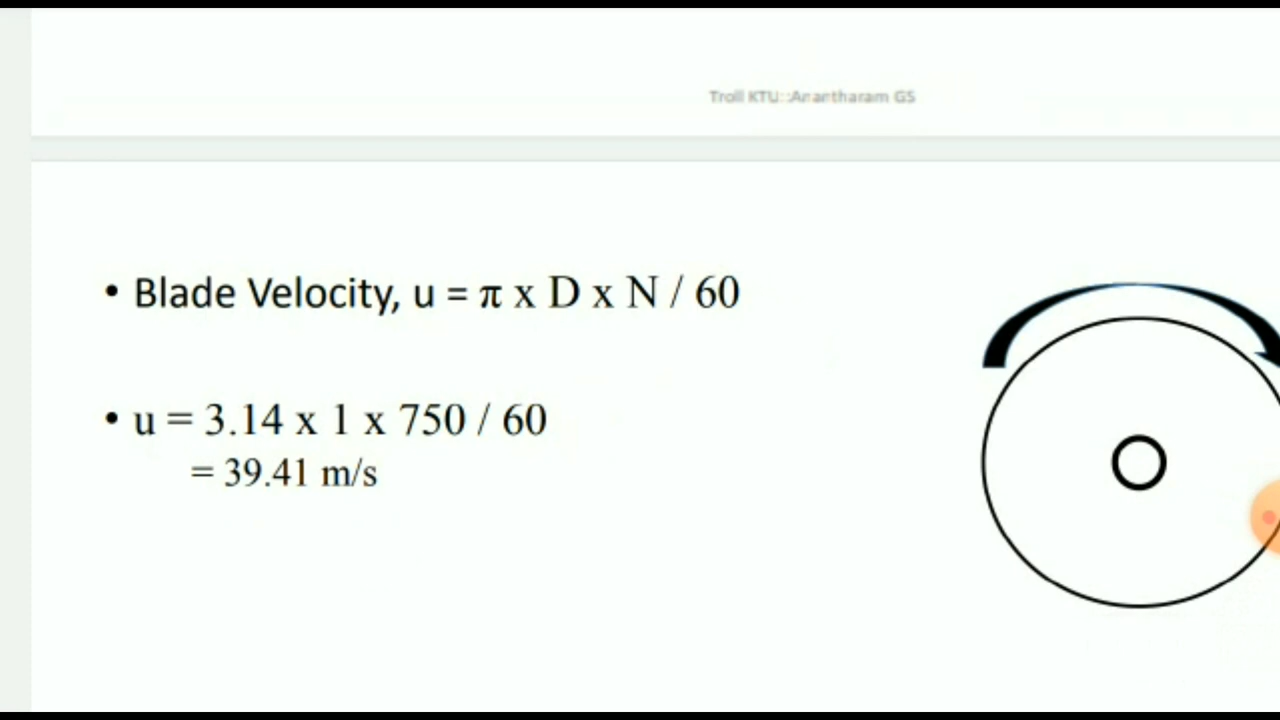 Troll KTU::Anantharam GS
• Blade Velocity, u = π x D x N / 60
• u = 3.14 x 1 x 750 / 60
= 39.41 m/s